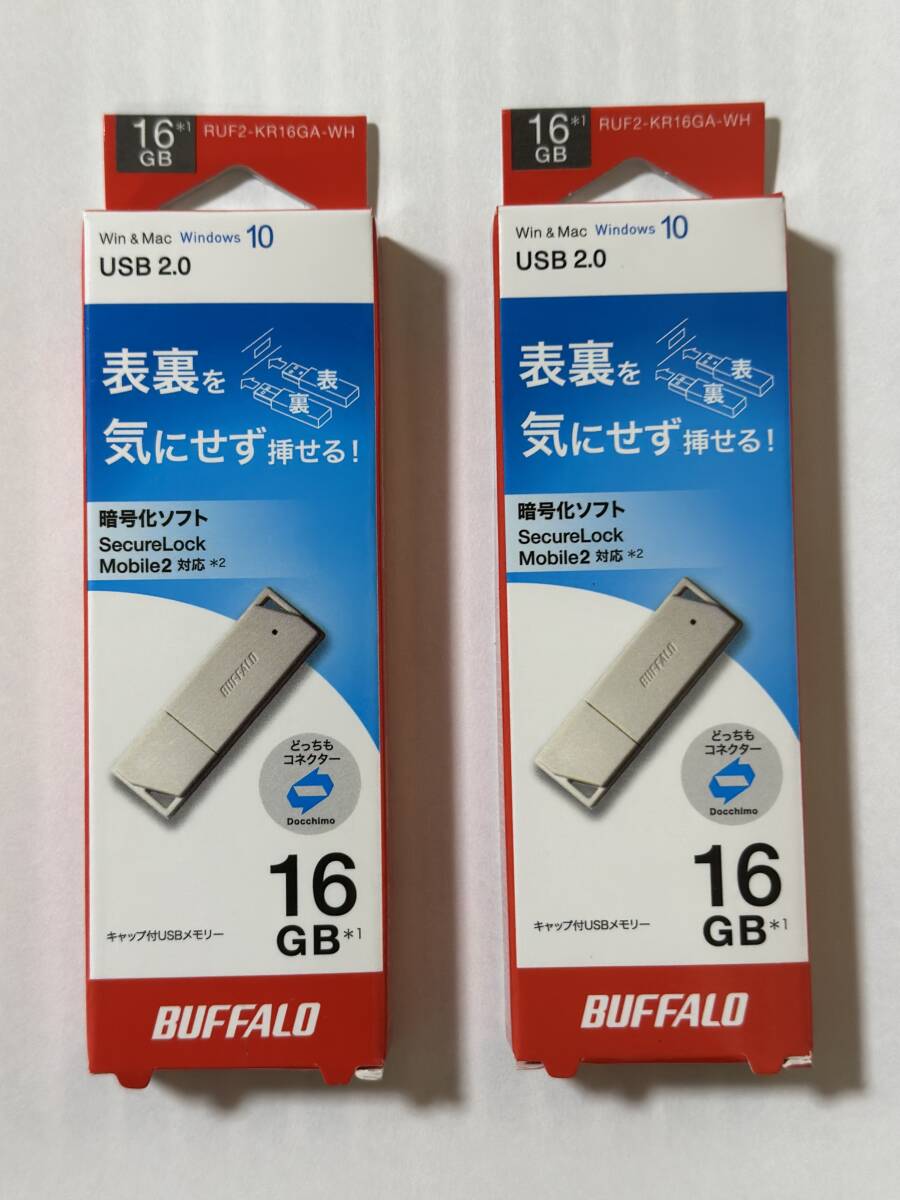 16*1
GB
RUF2-KR16GA-WH
Win & Mac Windows 10
USB 2.0
表裏を
表
裏
気にせず挿せる!
暗号化ソフト
SecureLock
Mobile2 対応 *2
BUFFALO
どっちも
コネクター
Docchimo
16
GB*1
キャップ付USBメモリー
BUFFALO
16*1
GB
RUF2-KR16GA-WH
Win & Mac Windows 10
USB 2.0
表裏を
表
裏
気にせず挿せる!
暗号化ソフト
SecureLock
Mobile2 対応 *2
BUFFALO
どっちも
コネクター
Docchimo
16
GB*1
キャップ付USBメモリー
BUFFALO